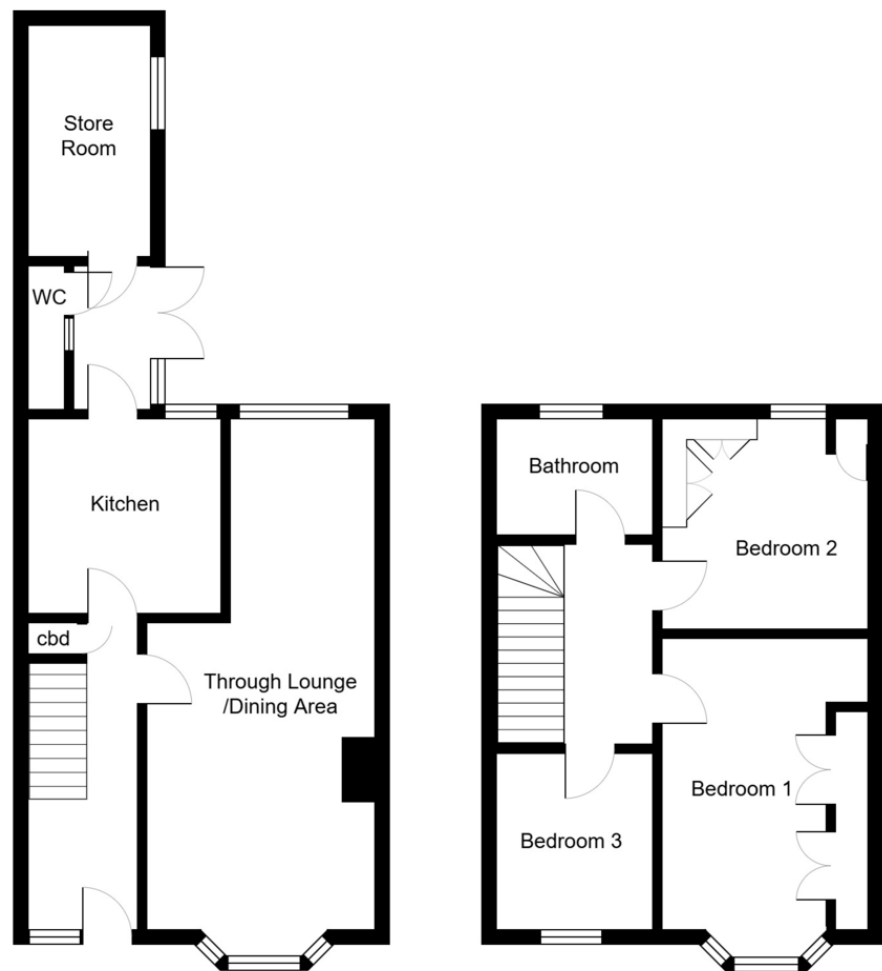 Store
Room
WC
Kitchen
cbd
Through Lounge
/Dining Area
Bathroom
Bedroom 2
Bedroom 1
Bedroom 3